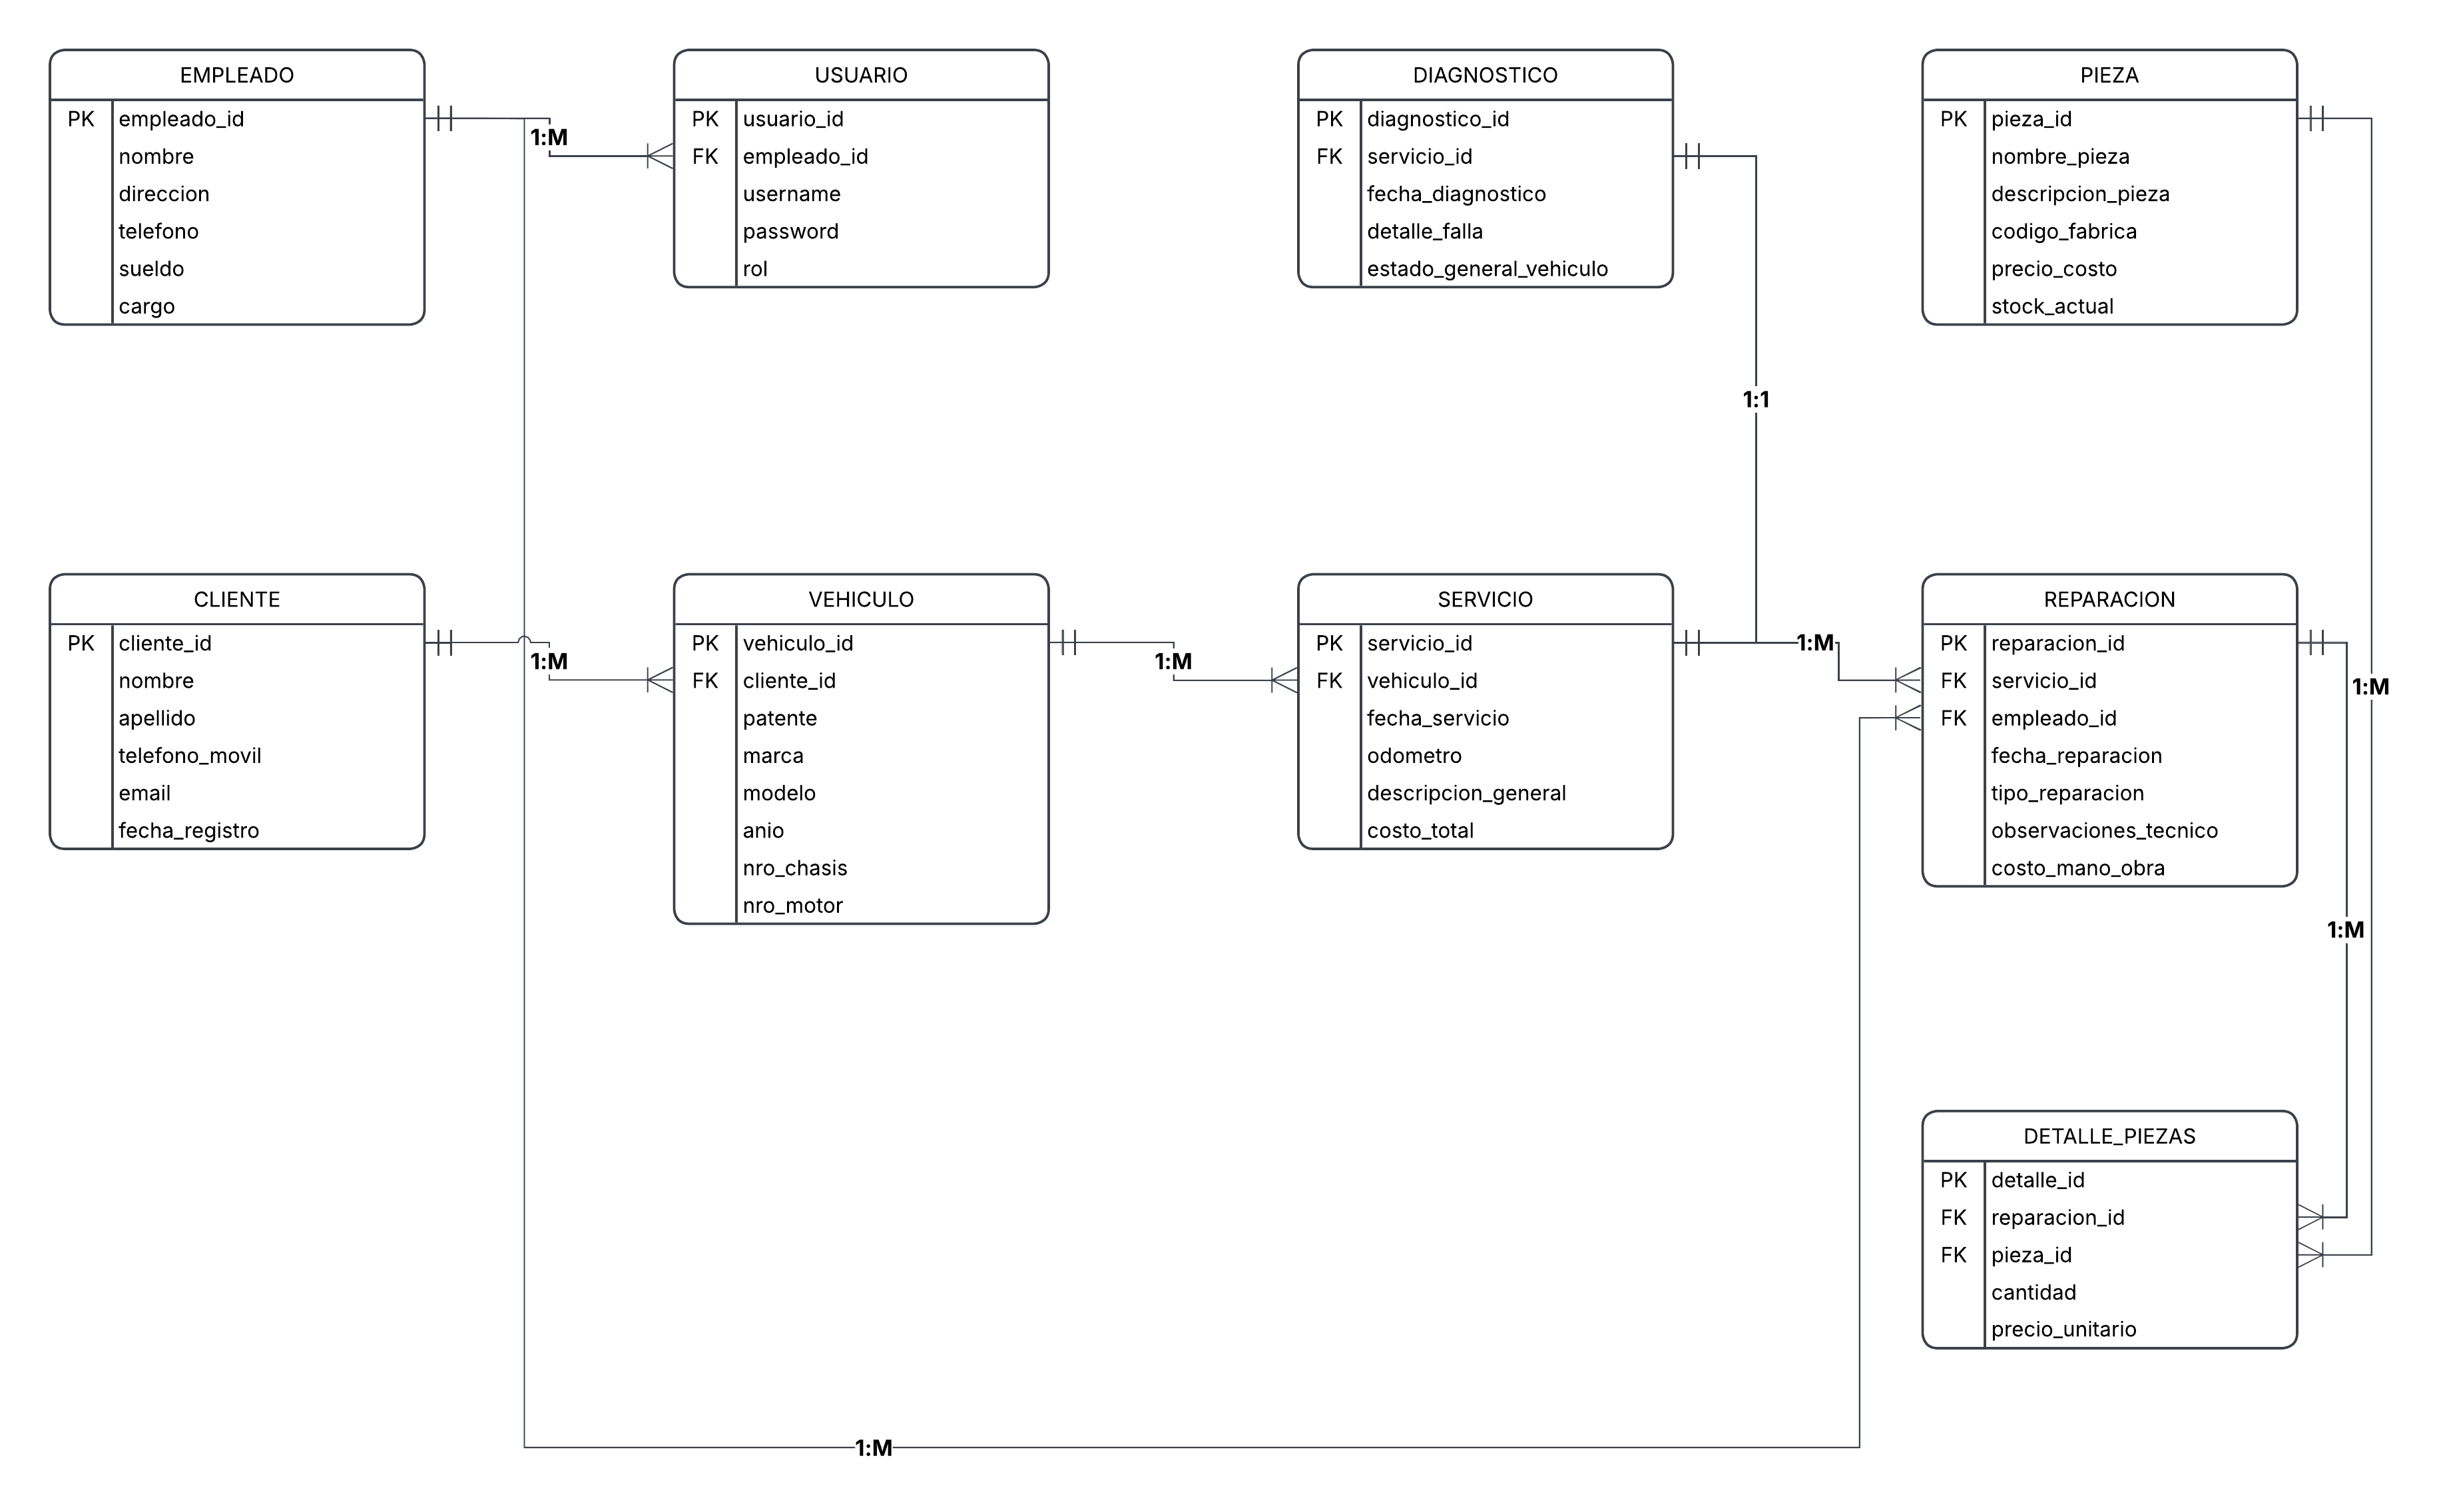 EMPLEADO
PK empleado_id
nombre
direccion
telefono
sueldo
cargo
1:M
USUARIO
PK usuario_id
FK empleado_id
username
password
rol
DIAGNOSTICO
PK diagnostico_id
FK servicio_id
fecha_diagnostico
detalle_falla
estado_general_vehiculo
1:1
PIEZA
PK pieza_id
nombre_pieza
descripcion_pieza
codigo_fabrica
precio_costo
stock_actual
1:M
CLIENTE
PK cliente_id
nombre
apellido
telefono_movil
email
fecha_registro
1:M
VEHICULO
PK vehiculo_id
FK cliente_id
patente
marca
modelo
anio
nro_chasis
nro_motor
1:M
SERVICIO
PK servicio_id
FK vehiculo_id
fecha_servicio
odometro
descripcion_general
costo_total
1:M
REPARACION
PK reparacion_id
FK servicio_id
FK empleado_id
fecha_reparacion
tipo_reparacion
observaciones_tecnico
costo_mano_obra
1:M
DETALLE_PIEZAS
PK detalle_id
FK reparacion_id
FK pieza_id
cantidad
precio_unitario
1:M